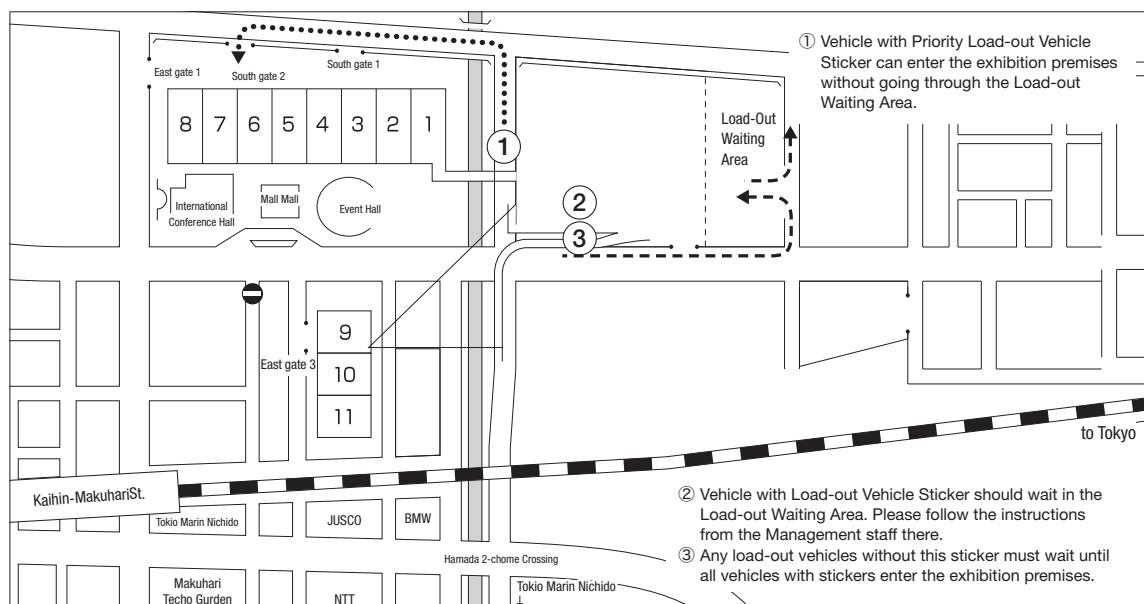 ① Vehicle with Priority Load-out Vehicle
Sticker can enter the exhibition premises
without going through the Load-out
Waiting Area.
East gate 1
South gate 2
South gate 1
8
7
6
5
4
3
2
1
①
Load-Out
Waiting
Area
International
Conference Hall
Mall Mall
Event Hall
②
③
East gate 3
9
10
11
to Tokyo
Kaihin-MakuhariSt.
Tokio Marin Nichido
JUSCO
BMW
② Vehicle with Load-out Vehicle Sticker should wait in the
Load-out Waiting Area. Please follow the instructions
from the Management staff there.
③ Any load-out vehicles without this sticker must wait until
all vehicles with stickers enter the exhibition premises.
Hamada 2-chome Crossing
Makuhari
Techo Gurden
NTT
Tokio Marin Nichido